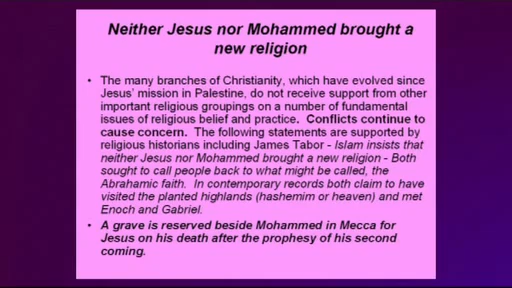 Neither Jesus nor Mohammed brought a
new religion
• The many branches of Christianity, which have evolved since
Jesus' mission in Palestine, do not receive support from other
important religious groupings on a number of fundamental
issues of religious belief and practice. Conflicts continue to
cause concern. The following statements are supported by
religious historians including James Tabor - Islam insists that
neither Jesus nor Mohammed brought a new religion - Both
sought to call people back to what might be called, the
Abrahamic faith. In contemporary records both claim to have
visited the planted highlands (hashemim or heaven) and met
Enoch and Gabriel.
• A grave is reserved beside Mohammed in Mecca for
Jesus on his death after the prophesy of his second
coming.